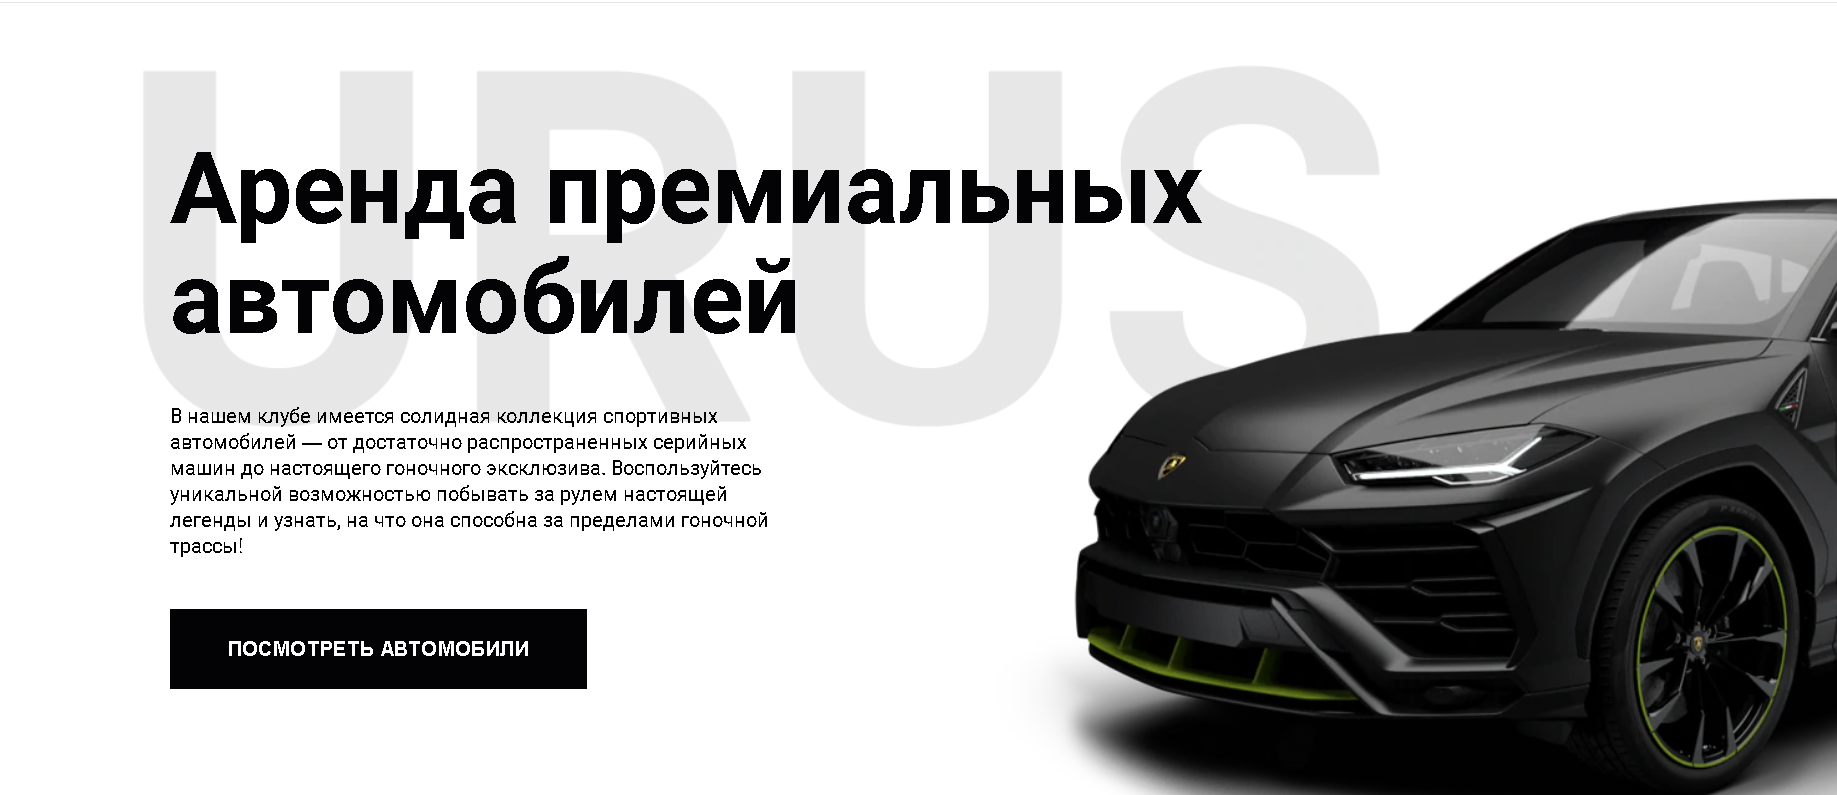 URUS
Аренда премиальных
автомобилей
В нашем клубе имеется солидная коллекция спортивных
автомобилей — от достаточно распространенных серийных
машин до настоящего гоночного эксклюзива. Воспользуйтесь
уникальной возможностью побывать за рулем настоящей
легенды и узнать, на что она способна за пределами гоночной
трассы!
ПОСМОТРЕТЬ АВТОМОБИЛИ